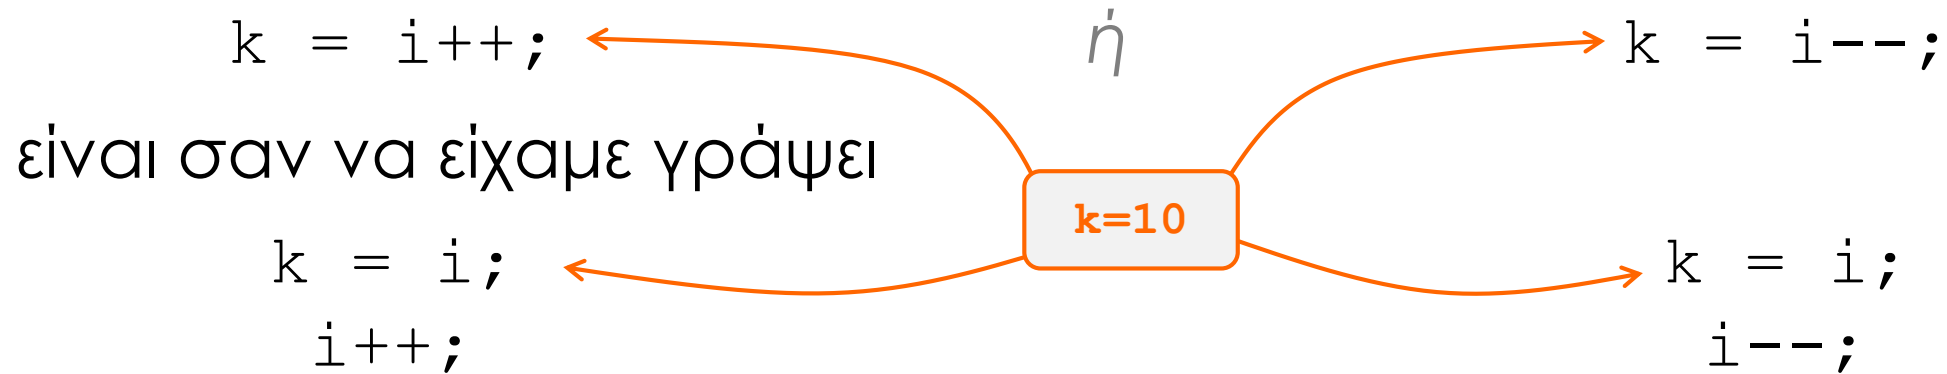 k = i++; ή k = i--;
είναι σαν να είχαμε γράψει
k=10
k = i; k = i;
i++; i--;